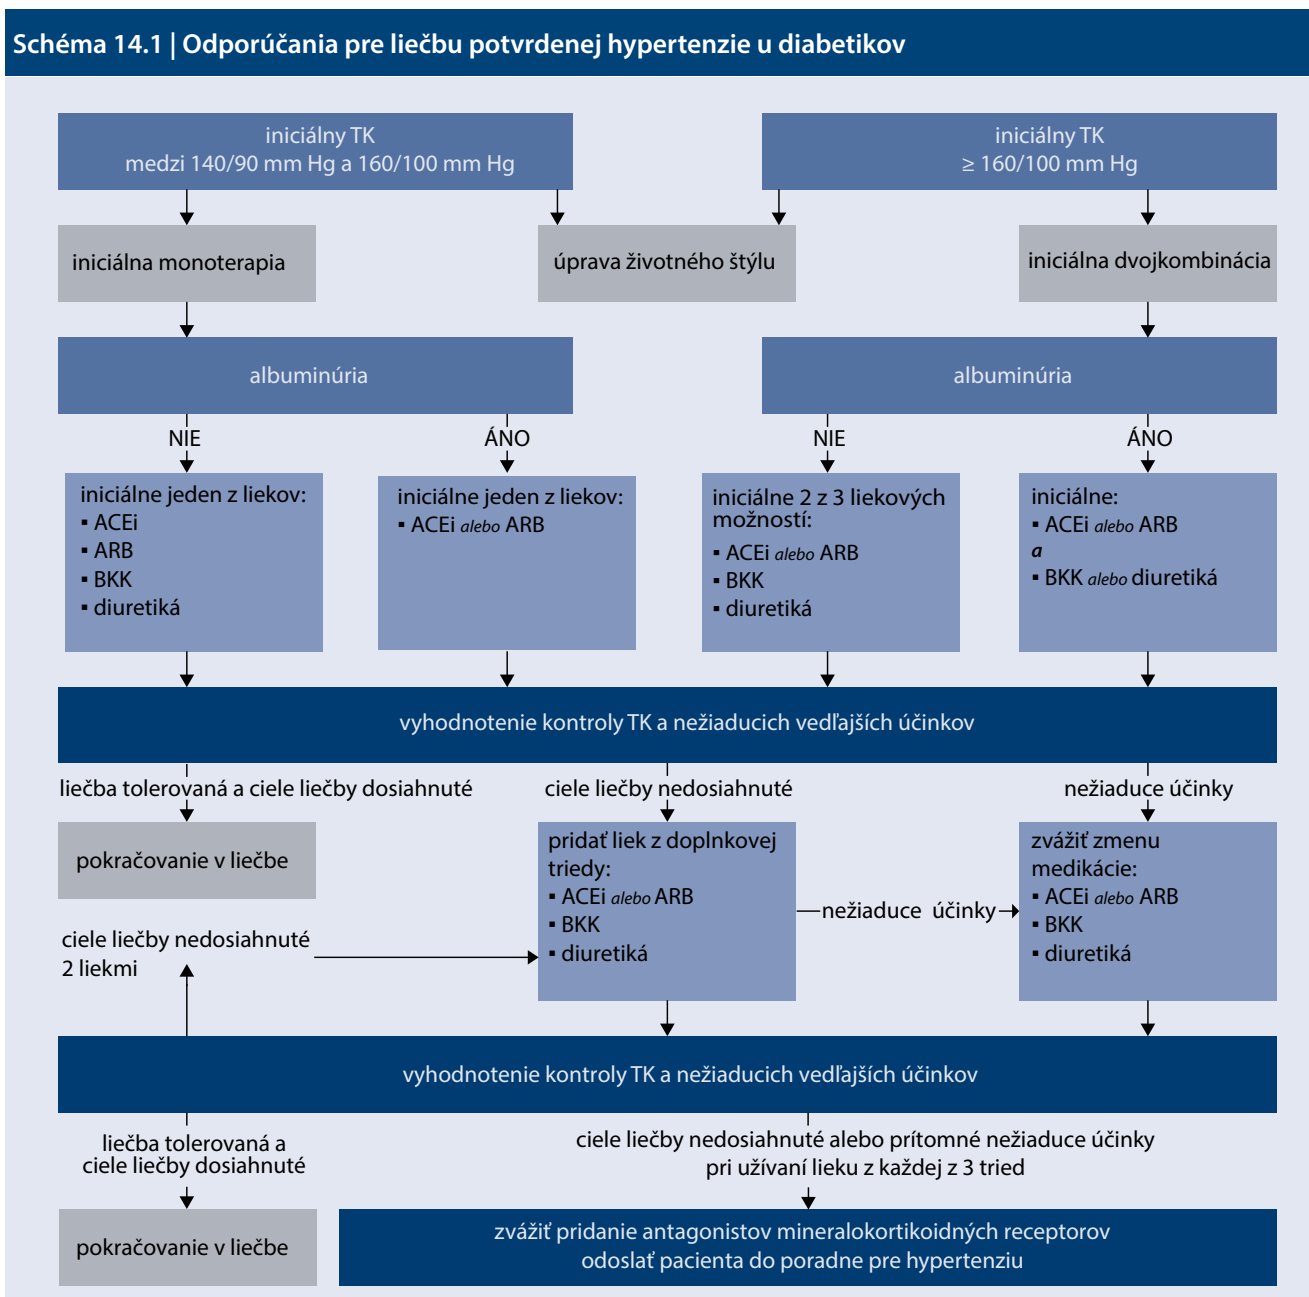 Schéma 14.1 | Odporúčania pre liečbu potvrdenej hypertenzie u diabetikov
iniciálny TK
medzi 140/90 mm Hg a 160/100 mm Hg
iniciálny TK
≥ 160/100 mm Hg
iniciálna monoterapia
úprava životného štýlu
iniciálna dvojkombinácia
albuminúria
albuminúria
NIE
ÁNO
NIE
ÁNO
iniciálne jeden z liekov:
▪ ACEi
▪ ARB
▪ BKK
▪ diuretiká
iniciálne jeden z liekov:
▪ ACEi alebo ARB
iniciálne 2 z 3 liekových
možností:
▪ ACEi alebo ARB
▪ BKK
▪ diuretiká
iniciálne:
▪ ACEi alebo ARB
a
▪ BKK alebo diuretiká
vyhodnotenie kontroly TK a nežiaducich vedľajších účinkov
liečba tolerovaná a ciele liečby dosiahnuté
ciele liečby nedosiahnuté
nežiaduce účinky
pokračovanie v liečbe
pridať liek z doplnkovej
triedy:
▪ ACEi alebo ARB
▪ BKK
▪ diuretiká
nežiaduce účinky
zvážiť zmenu
medikácie:
▪ ACEi alebo ARB
▪ BKK
▪ diuretiká
ciele liečby nedosiahnuté
2 liekmi
vyhodnotenie kontroly TK a nežiaducich vedľajších účinkov
liečba tolerovaná a
ciele liečby dosiahnuté
ciele liečby nedosiahnuté alebo prítomné nežiaduce účinky
pri užívaní lieku z každej z 3 tried
pokračovanie v liečbe
zvážiť pridanie antagonistov mineralokortikoidných receptorov
odoslať pacienta do poradne pre hypertenziu